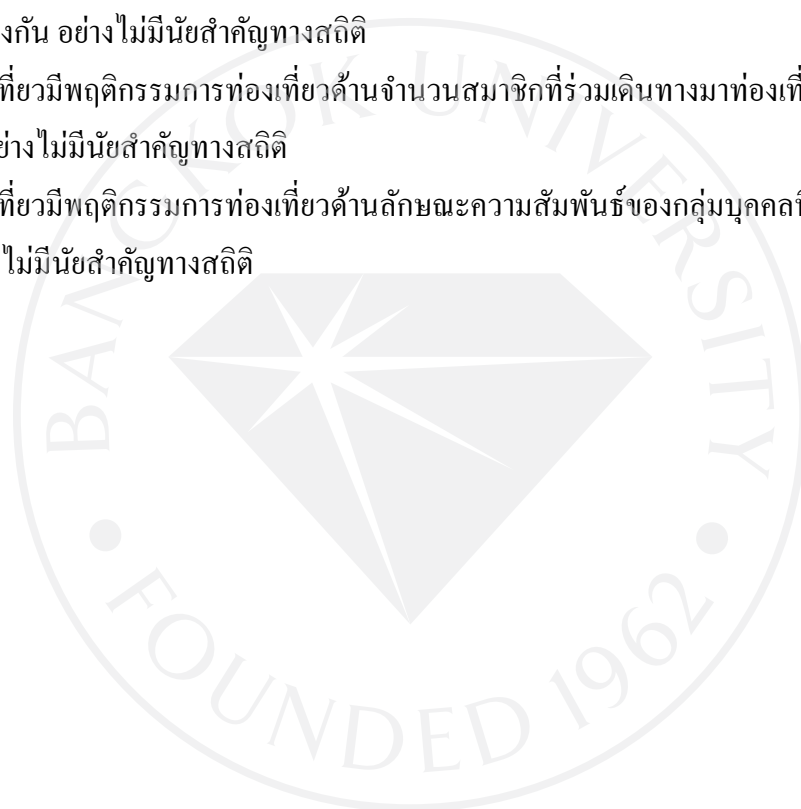 งกัน อย่างไม่มีนัยสำคัญทางสถิติ
ที่ยวมีพฤติกรรมการท่องเที่ยวด้านจำนวนสมาชิกที่ร่วมเดินทางมาท่องเที่
ย่างไม่มีนัยสำคัญทางสถิติ
ที่ยวมีพฤติกรรมการท่องเที่ยวด้านลักษณะความสัมพันธ์ของกลุ่มบุคคล
ไม่มีนัยสำคัญทางสถิติ
BANGKOK UNIVERSITY
FOUNDED 1962